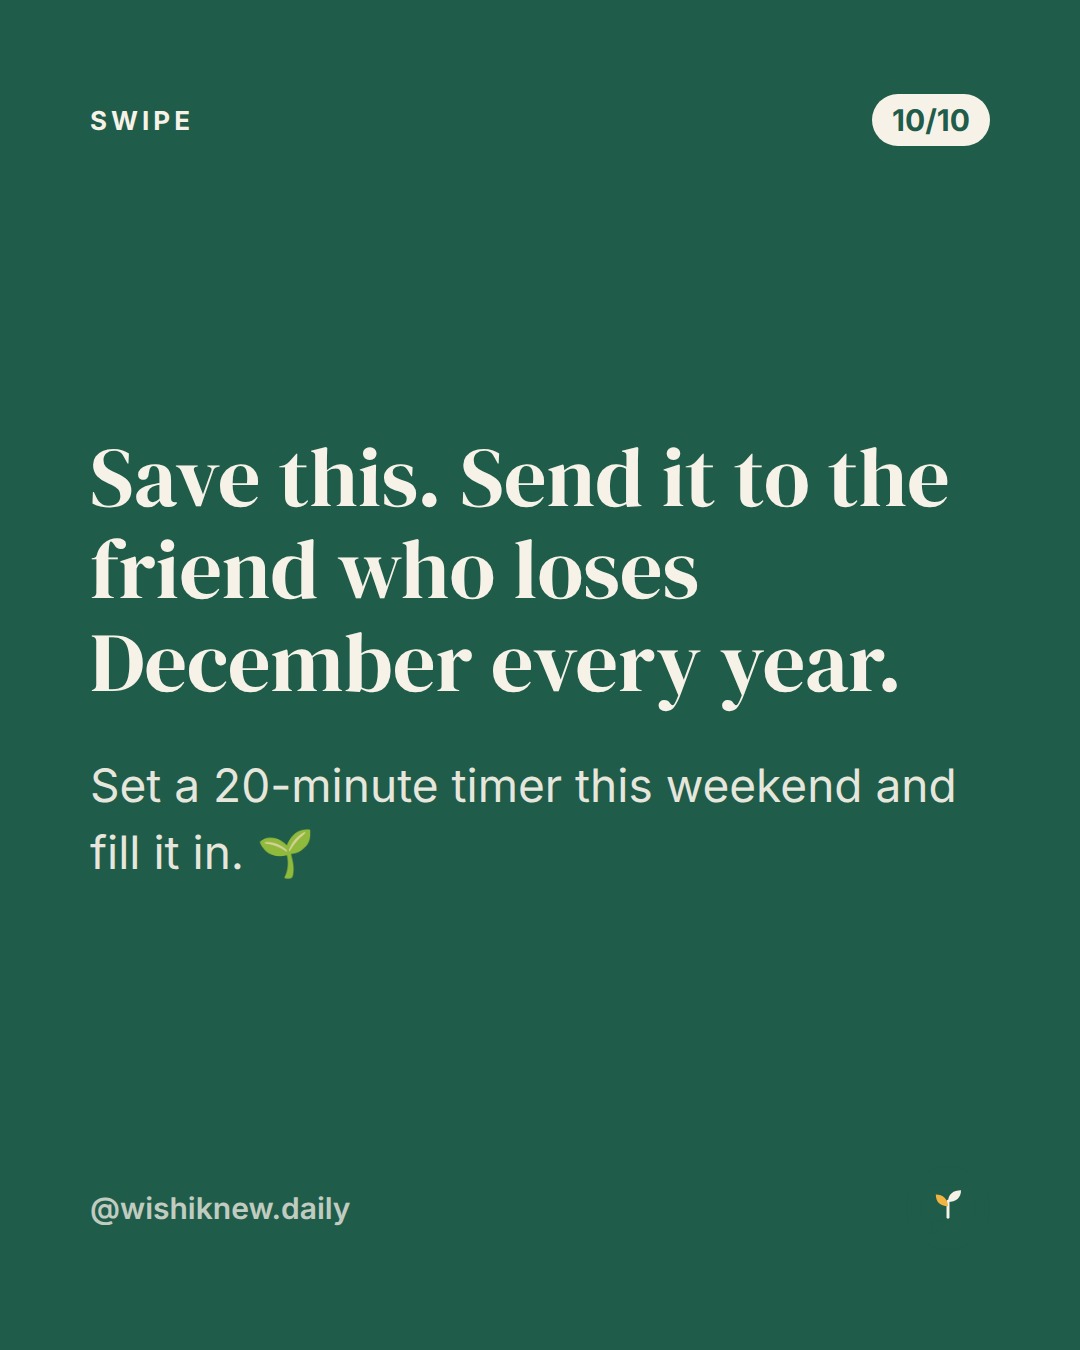 SWIPE
10/10
Save this. Send it to the
friend who loses
December every year.
Set a 20-minute timer this weekend and
fill it in. 🌱
@wishiknew.daily